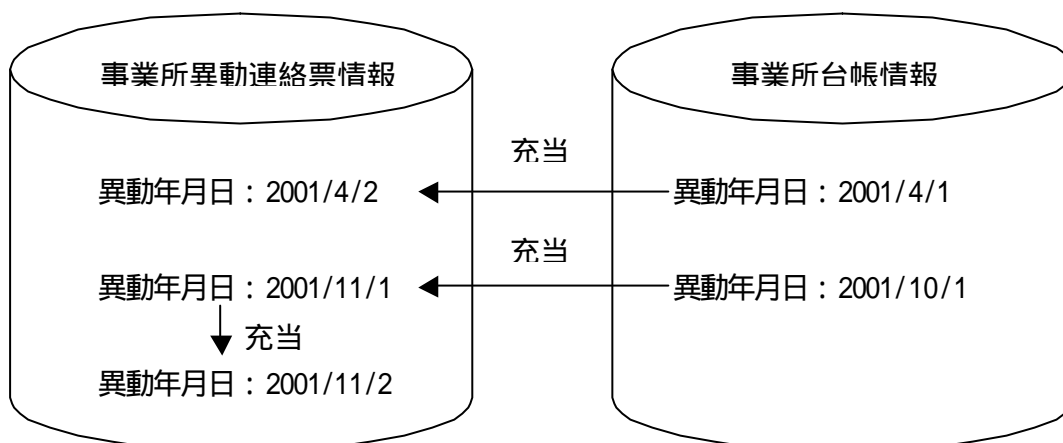 事業所異動連絡票情報
事業所台帳情報
充当
異動年月日：2001/4/2
異動年月日：2001/4/1
充当
異動年月日：2001/11/1
異動年月日：2001/10/1
充当
異動年月日：2001/11/2